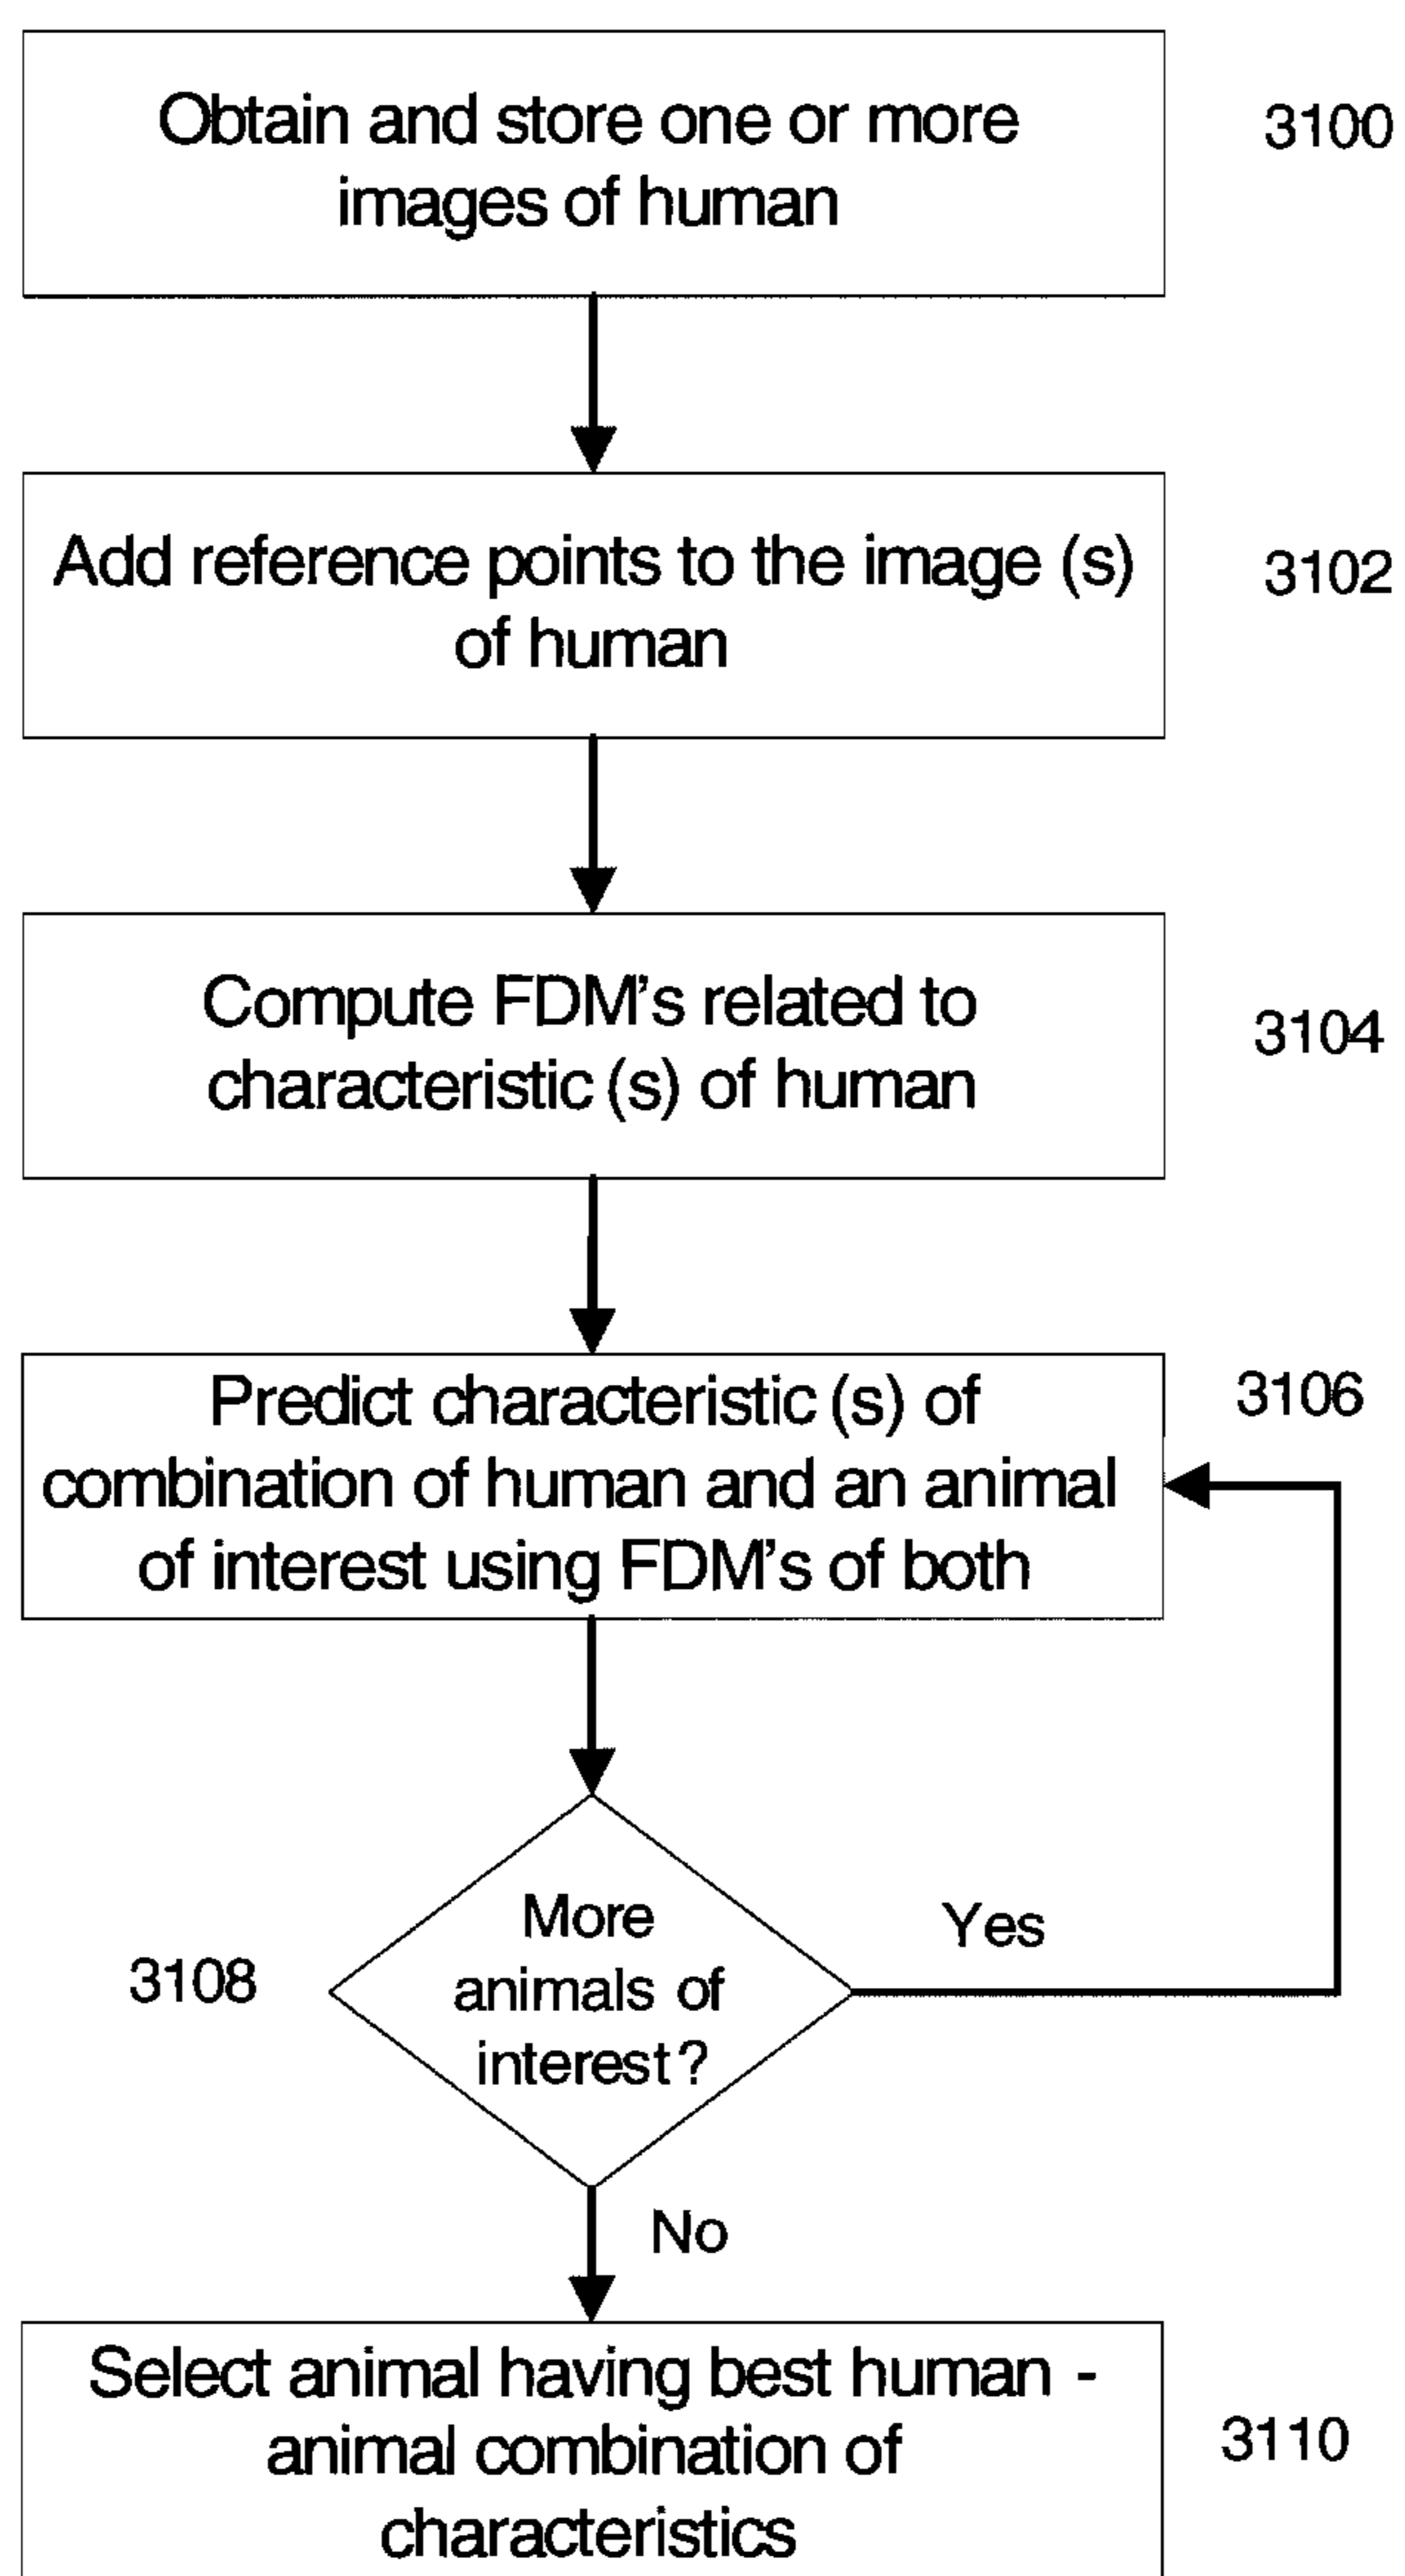 Obtain and store one or more
images of human
3100
Add reference points to the image (s)
of human
3102
Compute FDM's related to
characteristic (s) of human
3104
Predict characteristic (s) of
combination of human and an animal
of interest using FDM's of both
3106
More
animals of
interest?
3108
Yes
No
Select animal having best human -
animal combination of
characteristics
3110